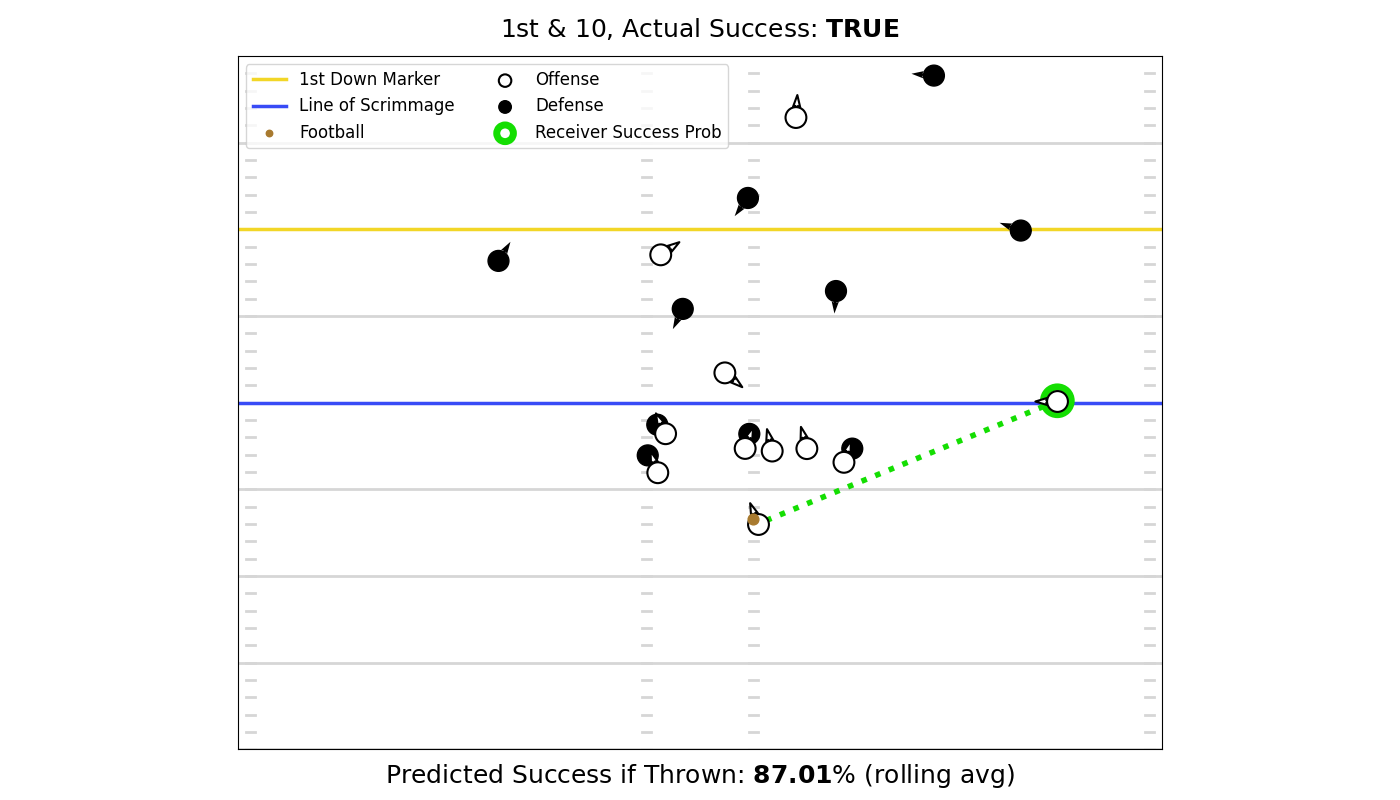 1st & 10, Actual Success: TRUE
1st Down Marker
Line of Scrimmage
Football
Offense
Defense
Receiver Success Prob
Predicted Success if Thrown: 87.01% (rolling avg)